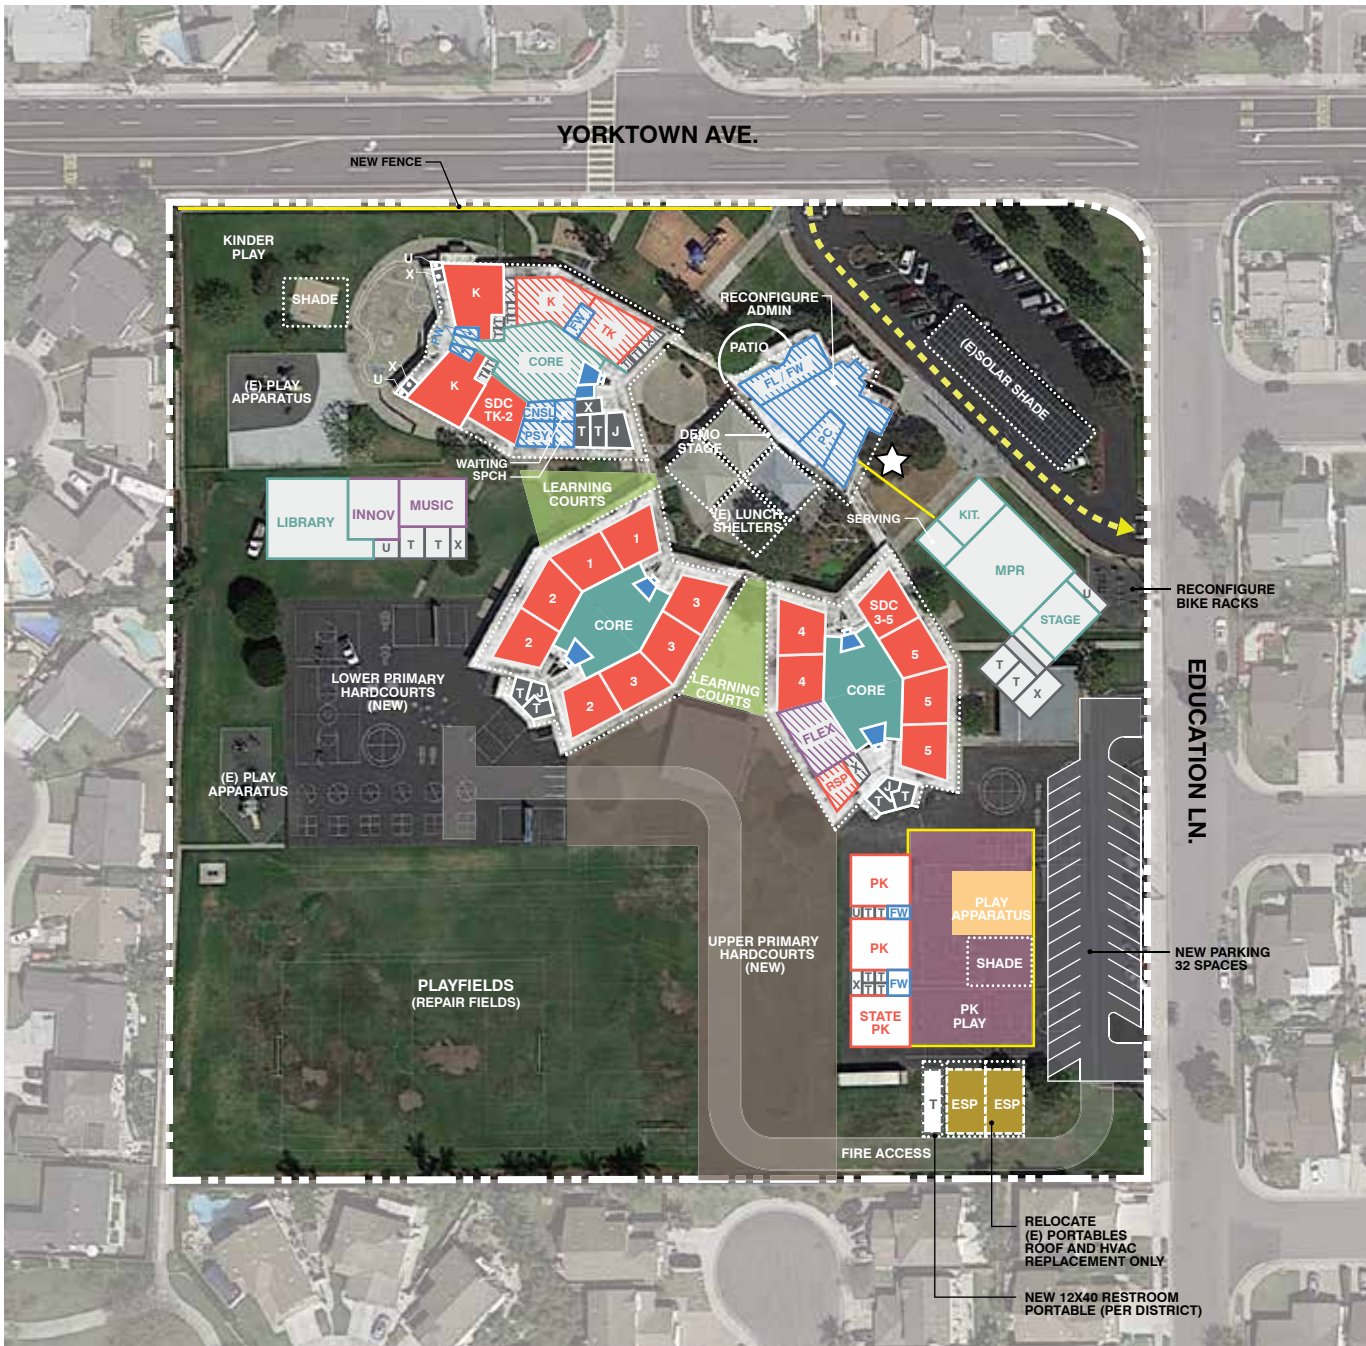 YORKTOWN AVE.
NEW FENCE
KINDER
PLAY
SHADE
U
X
K
X
T
T
K
FW
TK
T
T
X
RECONFIGURE
ADMIN
PATIO
FL
FW
P.C.
(E)SOLAR SHADE
FW
CORE
X
U
K
T
T
SDC
TK-2
CNSL
PSY
X
T
T
J
(E) PLAY
APPARATUS
WAITING
SPCH
DEMO
STAGE
(E) LUNCH
SHELTERS
LEARNING
COURTS
LIBRARY
INNOV
MUSIC
U
T
T
X
SERVING
KIT.
MPR
U
STAGE
T
T
X
RECONFIGURE
BIKE RACKS
1
1
2
2
CORE
3
3
3
2
T
J
T
LEARNING
COURTS
4
4
SDC
3-5
5
5
5
CORE
FLEX
RSP
X
J
T
T
LOWER PRIMARY
HARDCOURTS
(NEW)
(E) PLAY
APPARATUS
EDUCATION LN.
PK
U
T
T
FW
PK
X
T
T
T
T
FW
STATE
PK
PLAY
APPARATUS
SHADE
PK
PLAY
UPPER PRIMARY
HARDCOURTS
(NEW)
NEW PARKING
32 SPACES
PLAYFIELDS
(REPAIR FIELDS)
T
ESP
ESP
FIRE ACCESS
RELOCATE
(E) PORTABLES
ROOF AND HVAC
REPLACEMENT ONLY
NEW 12X40 RESTROOM
PORTABLE (PER DISTRICT)